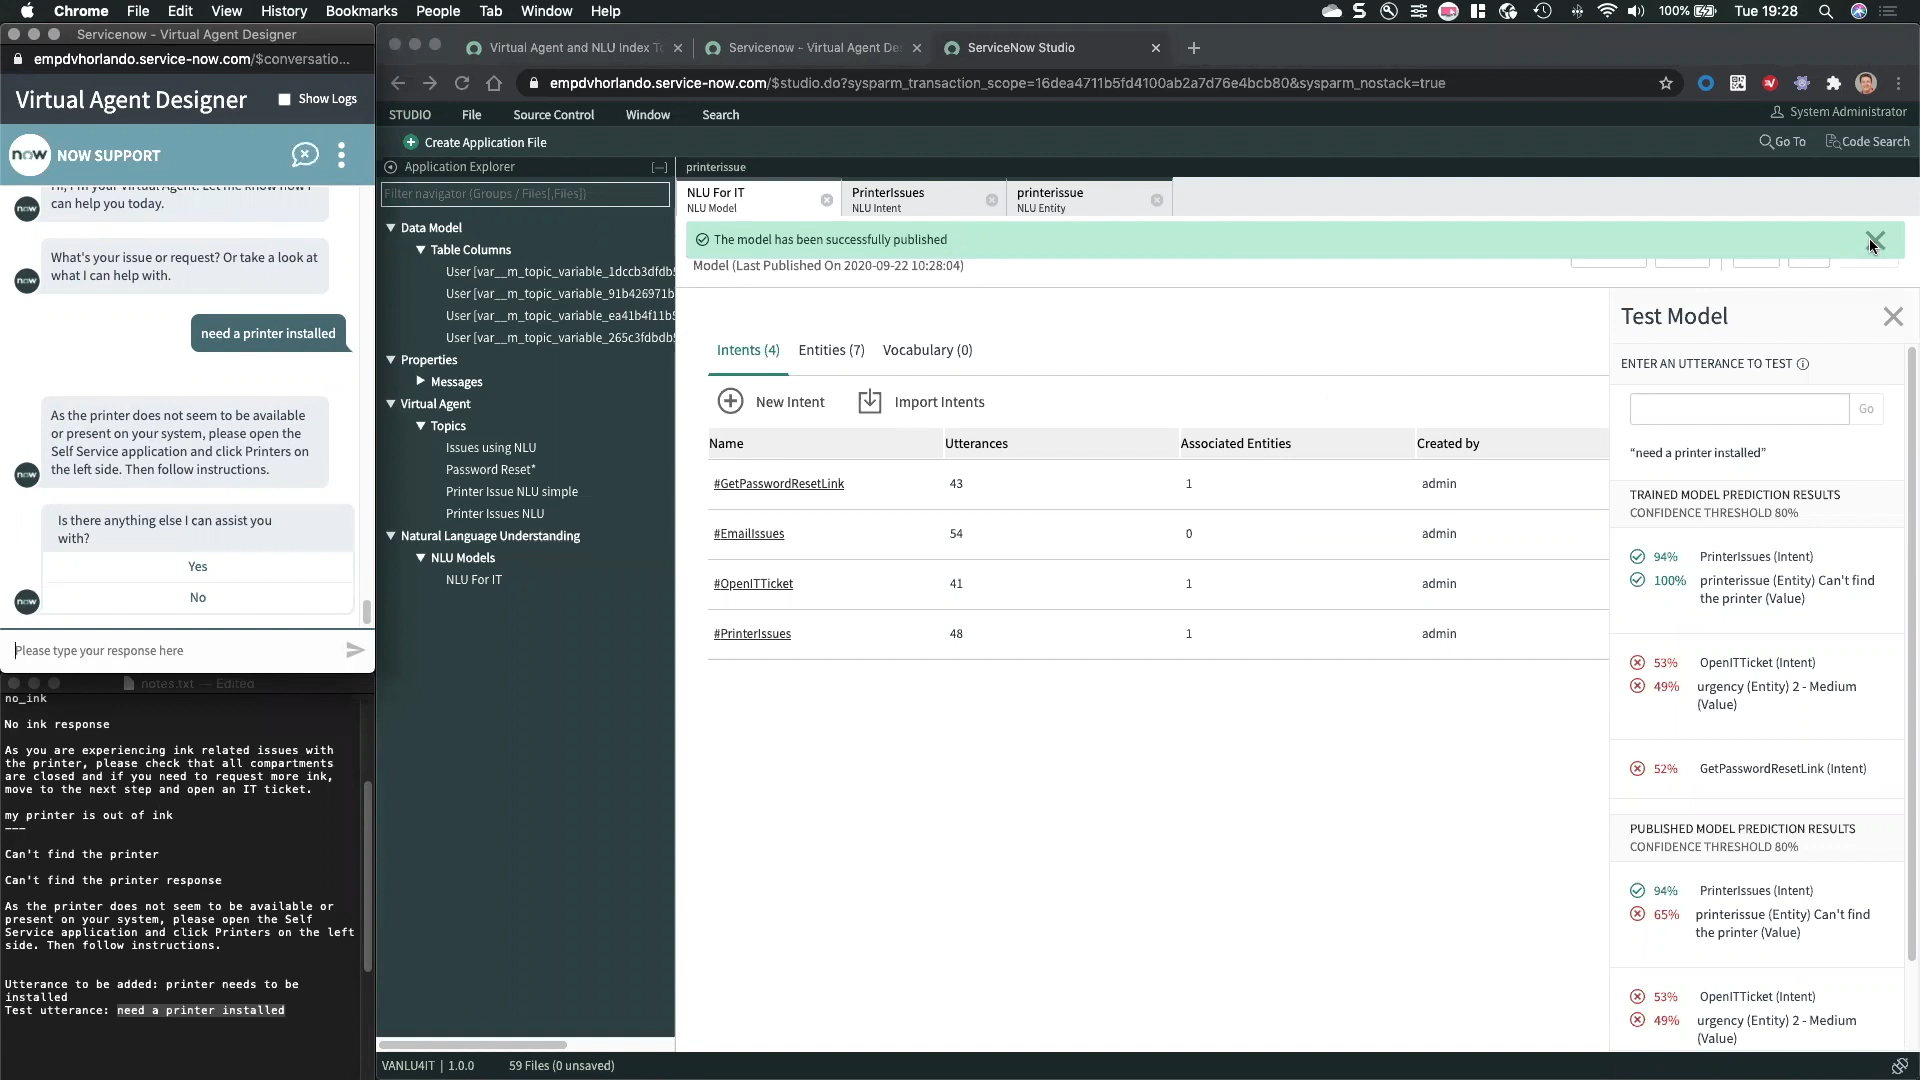 Chrome File Edit View History Bookmarks People Tab Window Help
100% Tue 19:28
Servicenow - Virtual Agent Designer
empdvhorlando.service-now.com/$conversatio...
Virtual Agent Designer
Show Logs
now NOW SUPPORT
can help you today.
now
What's your issue or request? Or take a look at
what I can help with.
now
need a printer installed
As the printer does not seem to be available
or present on your system, please open the
Self Service application and click Printers on
the left side. Then follow instructions.
now
Is there anything else I can assist you
with?
Yes
No
now
Please type your response here
notes.txt — Edited
no_ink
No ink response
As you are experiencing ink related issues with
the printer, please check that all compartments
are closed and if you need to request more ink,
move to the next step and open an IT ticket.
my printer is out of ink
---
Can't find the printer
Can't find the printer response
As the printer does not seem to be available or
present on your system, please open the Self
Service application and click Printers on the left
side. Then follow instructions.
Utterance to be added: printer needs to be
installed
Test utterance: need a printer installed
Virtual Agent and NLU Index To
Servicenow - Virtual Agent De
ServiceNow Studio
empdvhorlando.service-now.com/$studio.do?sysparm_transaction_scope=16dea4711b5fd4100ab2a7d76e4bcb80&sysparm_nostack=true
STUDIO File Source Control Window Search
System Administrator
Create Application File
Go To Code Search
Application Explorer
Filter navigator (Groups / Files[,Files])
Data Model
Table Columns
User [var__m_topic_variable_1dccb3dfdb5
User [var__m_topic_variable_91b426971b
User [var__m_topic_variable_ea41b4f11b5
User [var__m_topic_variable_265c3fdbdb5
Properties
Messages
Virtual Agent
Topics
Issues using NLU
Password Reset*
Printer Issue NLU simple
Printer Issues NLU
Natural Language Understanding
NLU Models
NLU For IT
VANLU4IT | 1.0.0 59 Files (0 unsaved)
printerissue
NLU For IT
NLU Model
PrinterIssues
NLU Intent
printerissue
NLU Entity
The model has been successfully published
Model (Last Published On 2020-09-22 10:28:04)
Intents (4) Entities (7) Vocabulary (0)
New Intent Import Intents
Name Utterances Associated Entities Created by
#GetPasswordResetLink 43 1 admin
#EmailIssues 54 0 admin
#OpenITTicket 41 1 admin
#PrinterIssues 48 1 admin
Test Model
ENTER AN UTTERANCE TO TEST
Go
“need a printer installed”
TRAINED MODEL PREDICTION RESULTS
CONFIDENCE THRESHOLD 80%
94% PrinterIssues (Intent)
100% printerissue (Entity) Can't find
the printer (Value)
53% OpenITTicket (Intent)
49% urgency (Entity) 2 - Medium
(Value)
52% GetPasswordResetLink (Intent)
PUBLISHED MODEL PREDICTION RESULTS
CONFIDENCE THRESHOLD 80%
94% PrinterIssues (Intent)
65% printerissue (Entity) Can't find
the printer (Value)
53% OpenITTicket (Intent)
49% urgency (Entity) 2 - Medium
(Value)